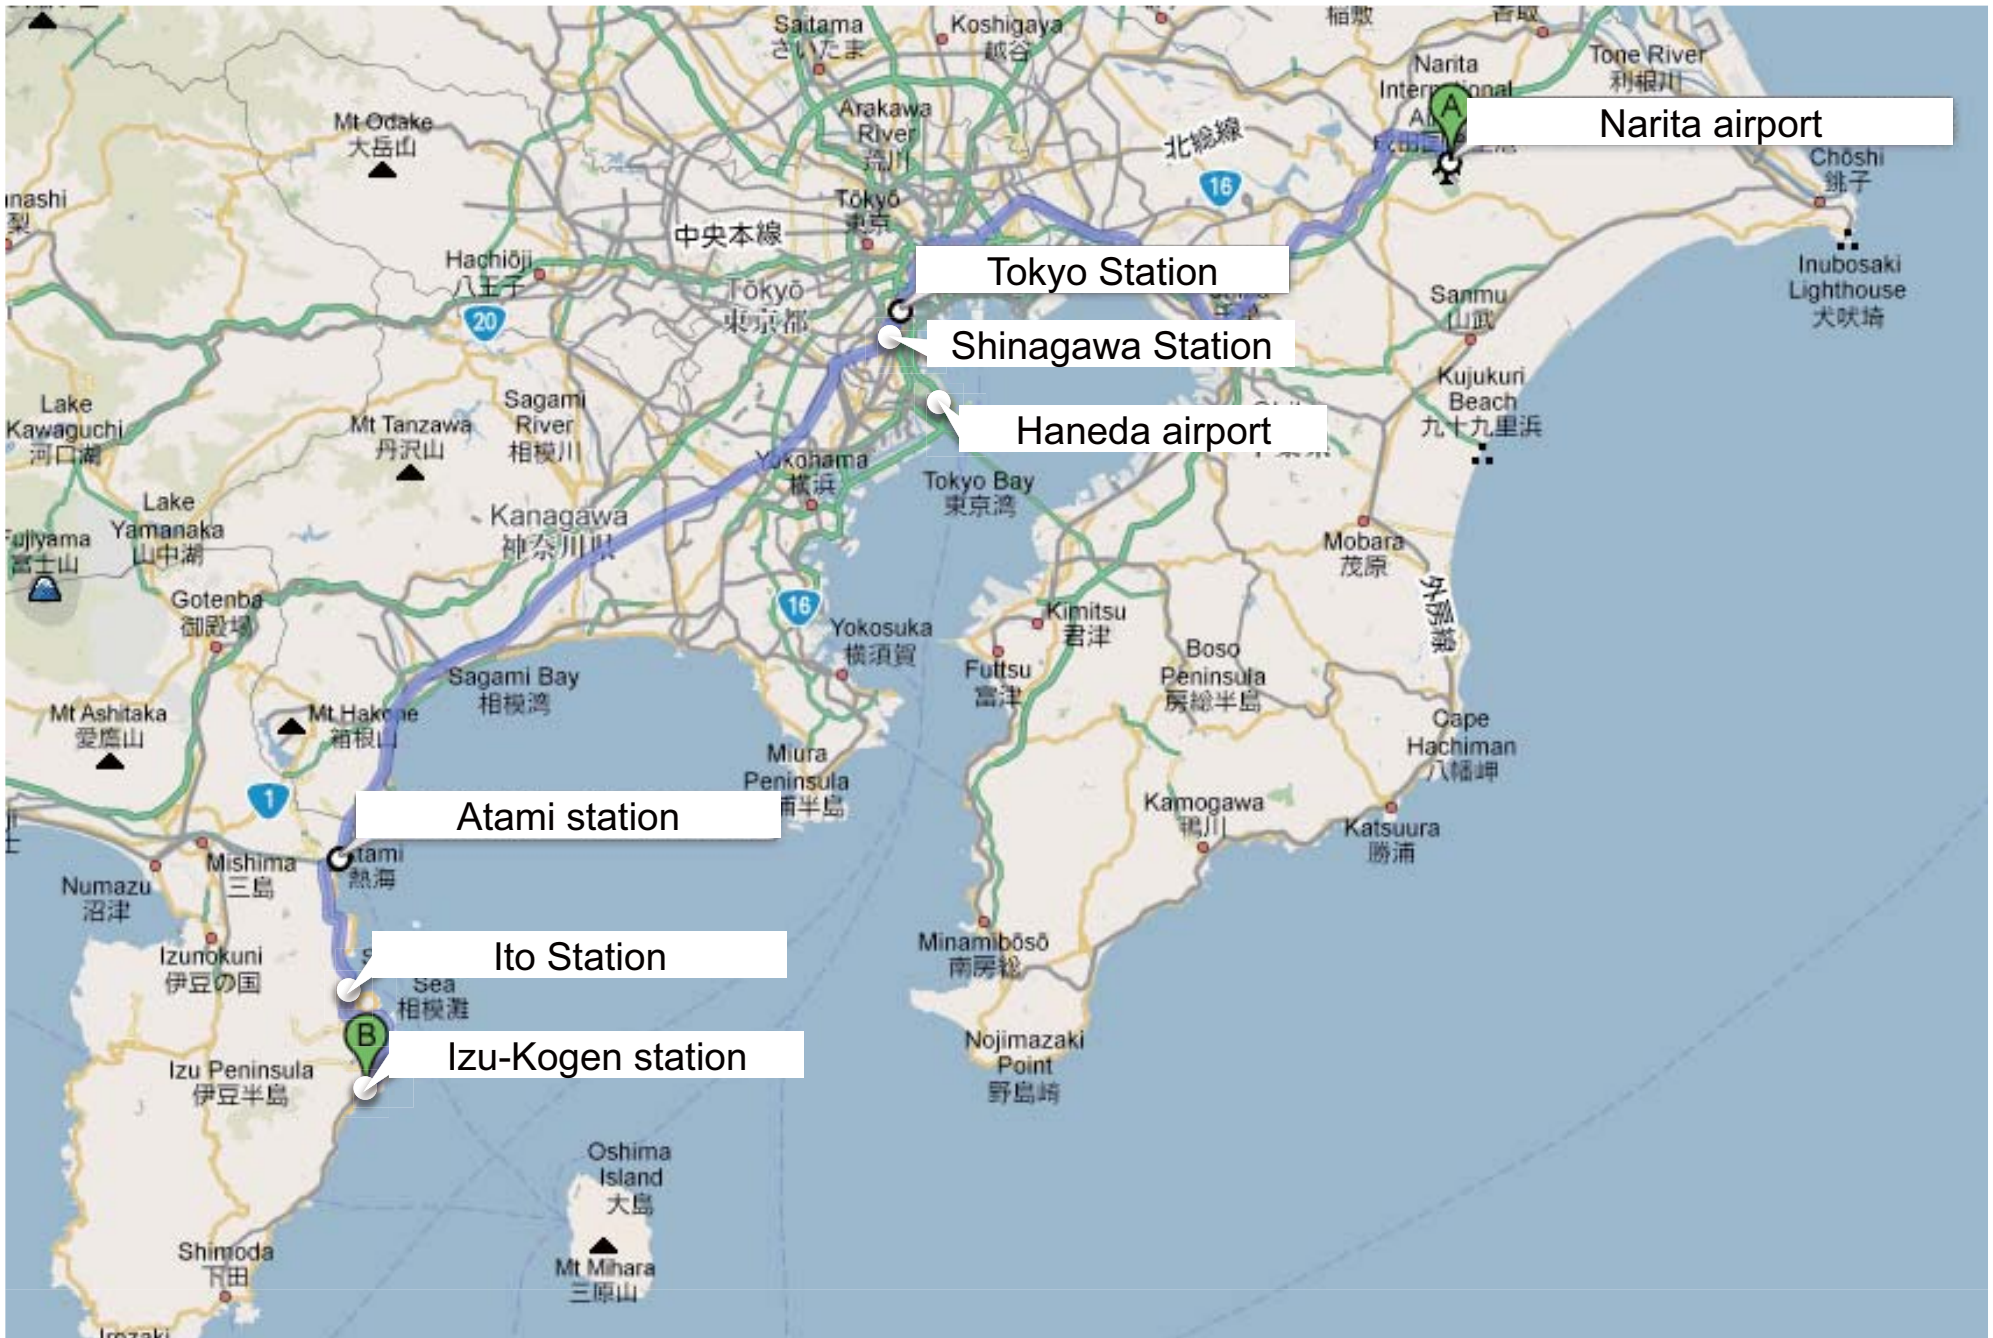 Saitama
さいたま
Koshigaya
越谷
稲敷
香取
Tone River
利根川
Narita
International
Narita airport
A
Mt Odake
大岳山
Arakawa
River
荒川
北総線
16
Chōshi
銚子
nashi
梨
Tōkyō
東京
中央本線
Hachiōji
八王子
Tokyo Station
Inubosaki
Lighthouse
犬吠埼
Tōkyō
東京都
20
Sanmu
山武
Shinagawa Station
Kujukuri
Beach
九十九里浜
Lake
Kawaguchi
河口湖
Mt Tanzawa
丹沢山
Sagami
River
相模川
Haneda airport
Yokohama
横浜
Tokyo Bay
東京湾
Lake
Yamanaka
山中湖
Kanagawa
神奈川県
Fujiyama
富士山
Mobara
茂原
外房線
Gotenba
御殿場
16
Kimitsu
君津
Yokosuka
横須賀
Boso
Peninsula
房総半島
Futtsu
富津
Sagami Bay
相模湾
Mt Ashitaka
愛鷹山
Mt Hakone
箱根山
Cape
Hachiman
八幡岬
Miura
Peninsula
浦半島
1
Atami station
Kamogawa
鴨川
Katsuura
勝浦
Mishima
三島
tami
熱海
Numazu
沼津
Ito Station
Minamibōsō
南房総
Izunokuni
伊豆の国
Sea
相模灘
B
Izu-Kogen station
Nojimazaki
Point
野島崎
Izu Peninsula
伊豆半島
Oshima
Island
大島
Shimoda
下田
Mt Mihara
三原山
Irozaki